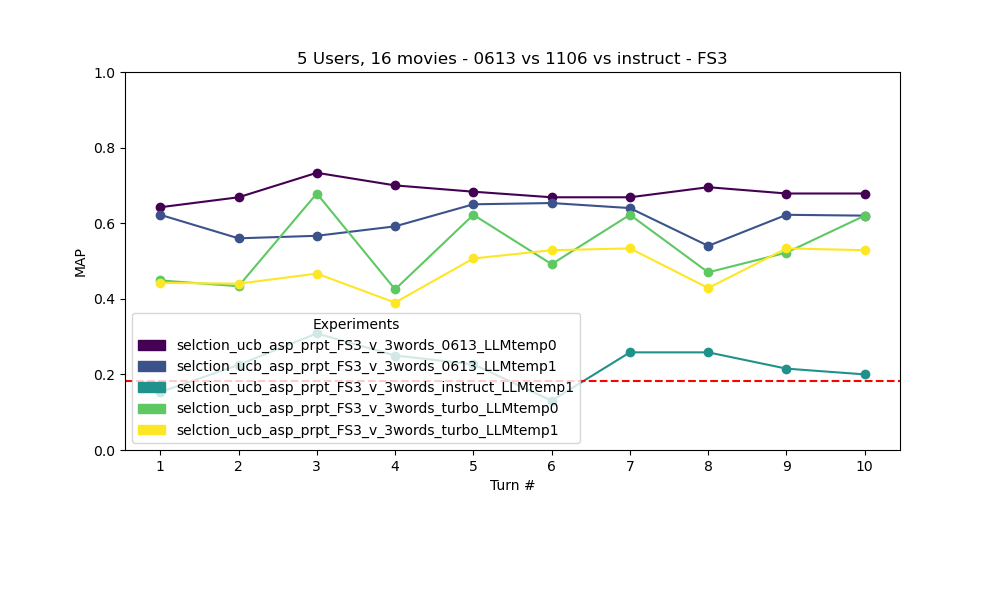 5 Users, 16 movies - 0613 vs 1106 vs instruct - FS3
1.0
0.8
0.6
0.4
0.2
0.0
MAP
Experiments
selction_ucb_asp_prpt_FS3_v_3words_0613_LLMtemp0
selction_ucb_asp_prpt_FS3_v_3words_0613_LLMtemp1
selction_ucb_asp_prpt_FS3_v_3words_instruct_LLMtemp1
selction_ucb_asp_prpt_FS3_v_3words_turbo_LLMtemp0
selction_ucb_asp_prpt_FS3_v_3words_turbo_LLMtemp1
1 2 3 4 5 6 7 8 9 10
Turn #